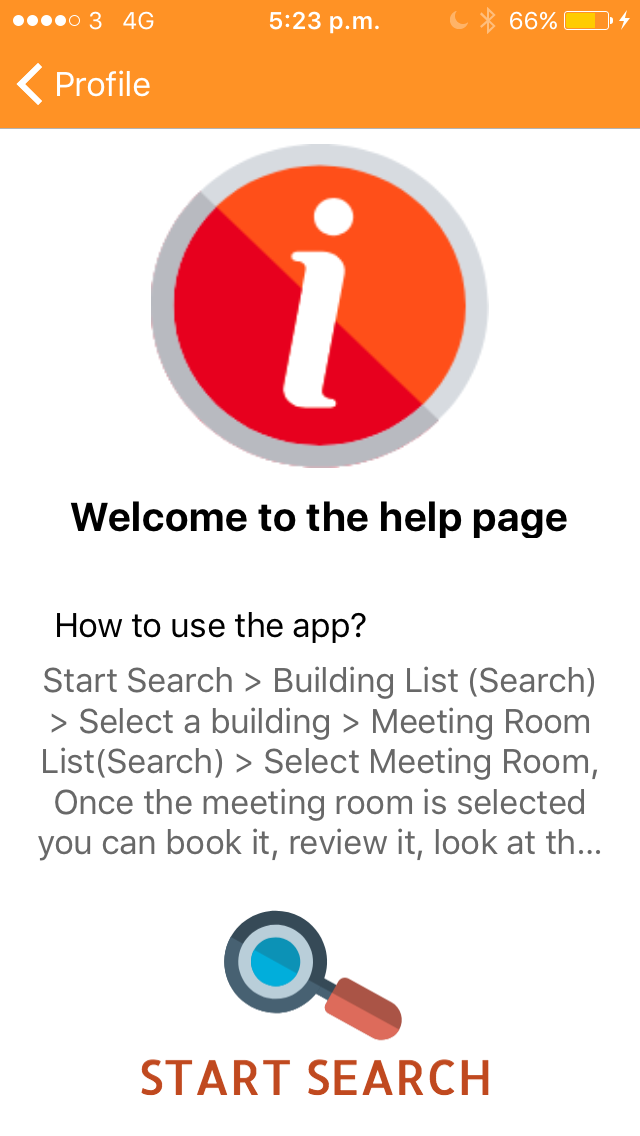 3 4G 5:23 p.m. 66%
Profile
i
Welcome to the help page
How to use the app?
Start Search > Building List (Search)
> Select a building > Meeting Room
List(Search) > Select Meeting Room,
Once the meeting room is selected
you can book it, review it, look at th...
START SEARCH